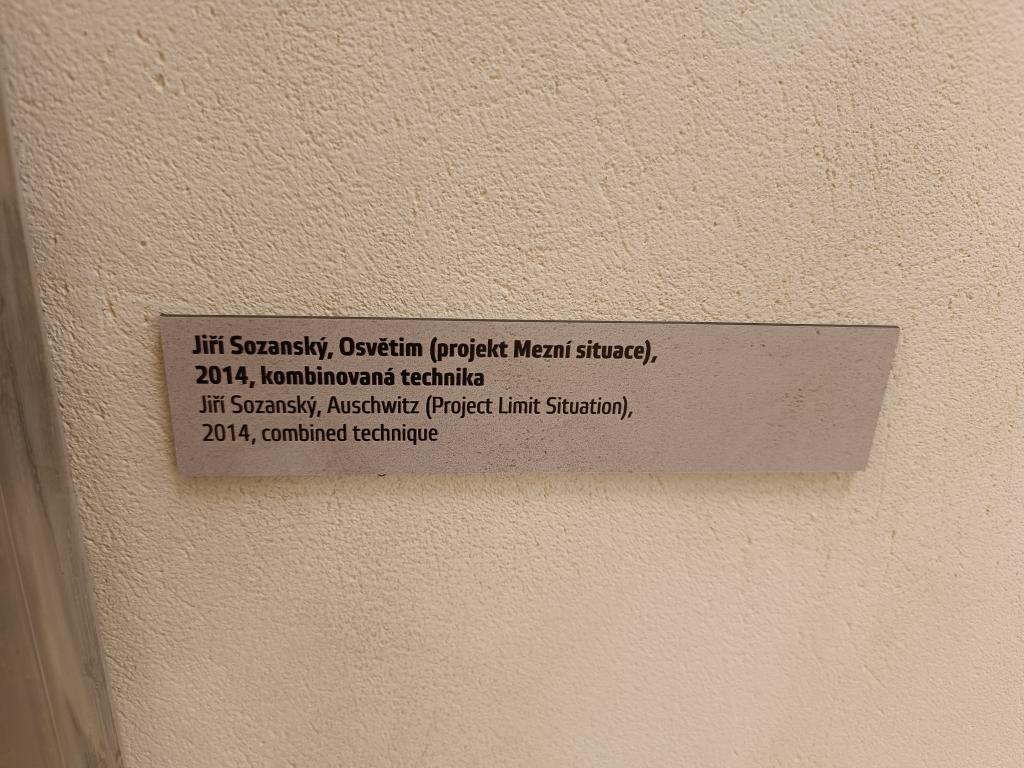 Jiří Sozanský, Osvětim (projekt Mezní situace),
2014, kombinovaná technika
Jiří Sozanský, Auschwitz (Project Limit Situation),
2014, combined technique